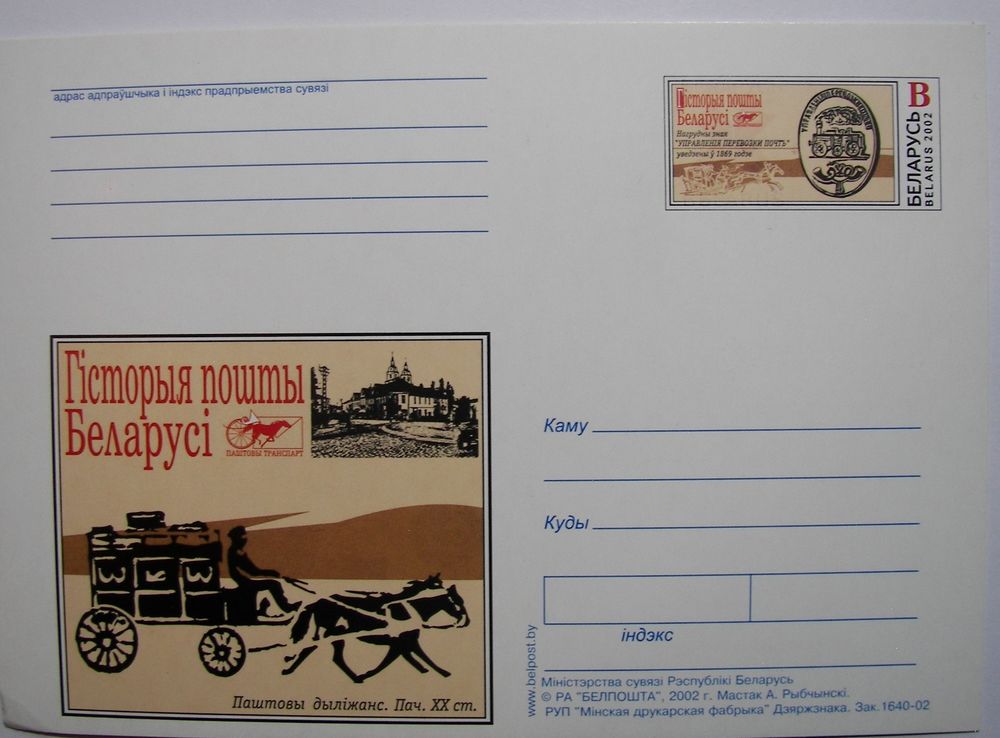 адрас адпраўшчыка і індэкс прадпрыемства сувязі
Гісторыя пошты
Беларусі
Нагрудны знак
"УПРАВЛЕНІЯ ПЕРЕВОЗКИ ПОЧТЪ"
уведзены ў 1869 годзе
В
БЕЛАРУСЬ
BELARUS 2002
Гісторыя пошты
Беларусі
ПАШТОВЫ ТРАНСПАРТ
Паштовы дыліжанс. Пач. XX ст.
Каму
Куды
індэкс
www.belpost.by
Міністэрства сувязі Рэспублікі Беларусь
© РА "БЕЛПОШТА", 2002 г. Мастак А. Рыбчынскі.
РУП "Мінская друкарская фабрыка" Дзяржзнака. Зак. 1640-02